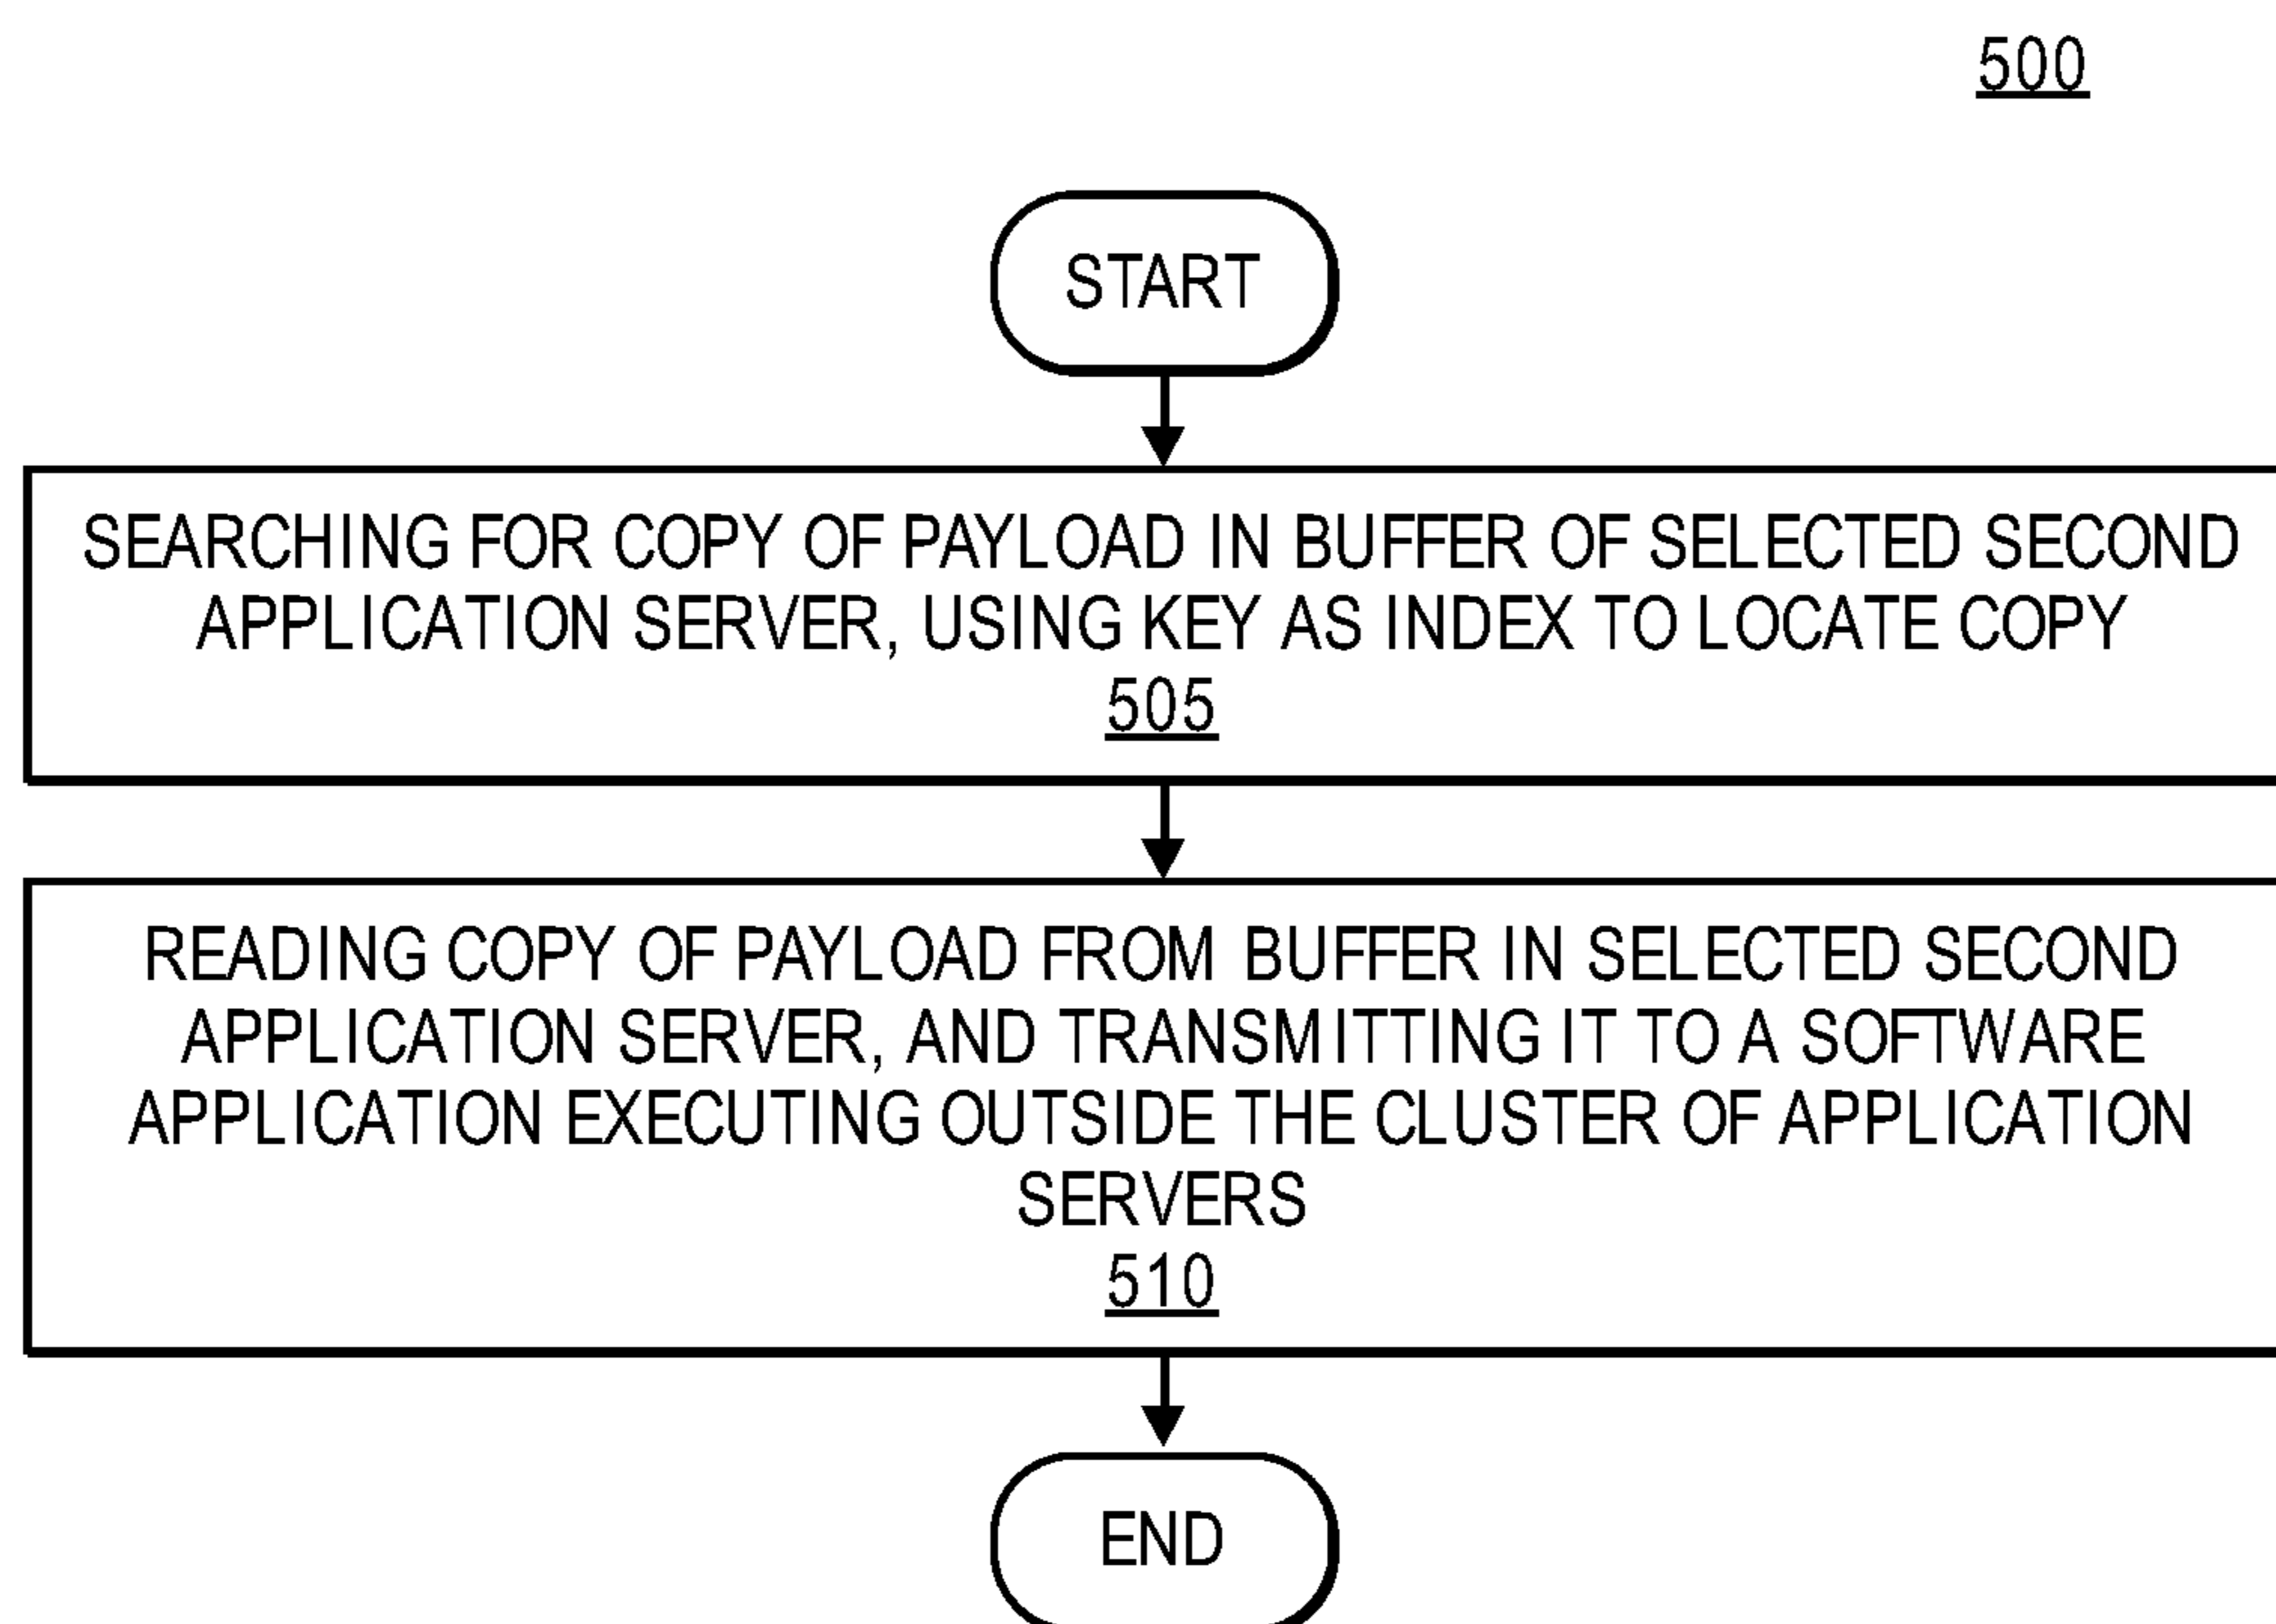 500
START
SEARCHING FOR COPY OF PAYLOAD IN BUFFER OF SELECTED SECOND
APPLICATION SERVER, USING KEY AS INDEX TO LOCATE COPY
505
READING COPY OF PAYLOAD FROM BUFFER IN SELECTED SECOND
APPLICATION SERVER, AND TRANSMITTING IT TO A SOFTWARE
APPLICATION EXECUTING OUTSIDE THE CLUSTER OF APPLICATION
SERVERS
510
END